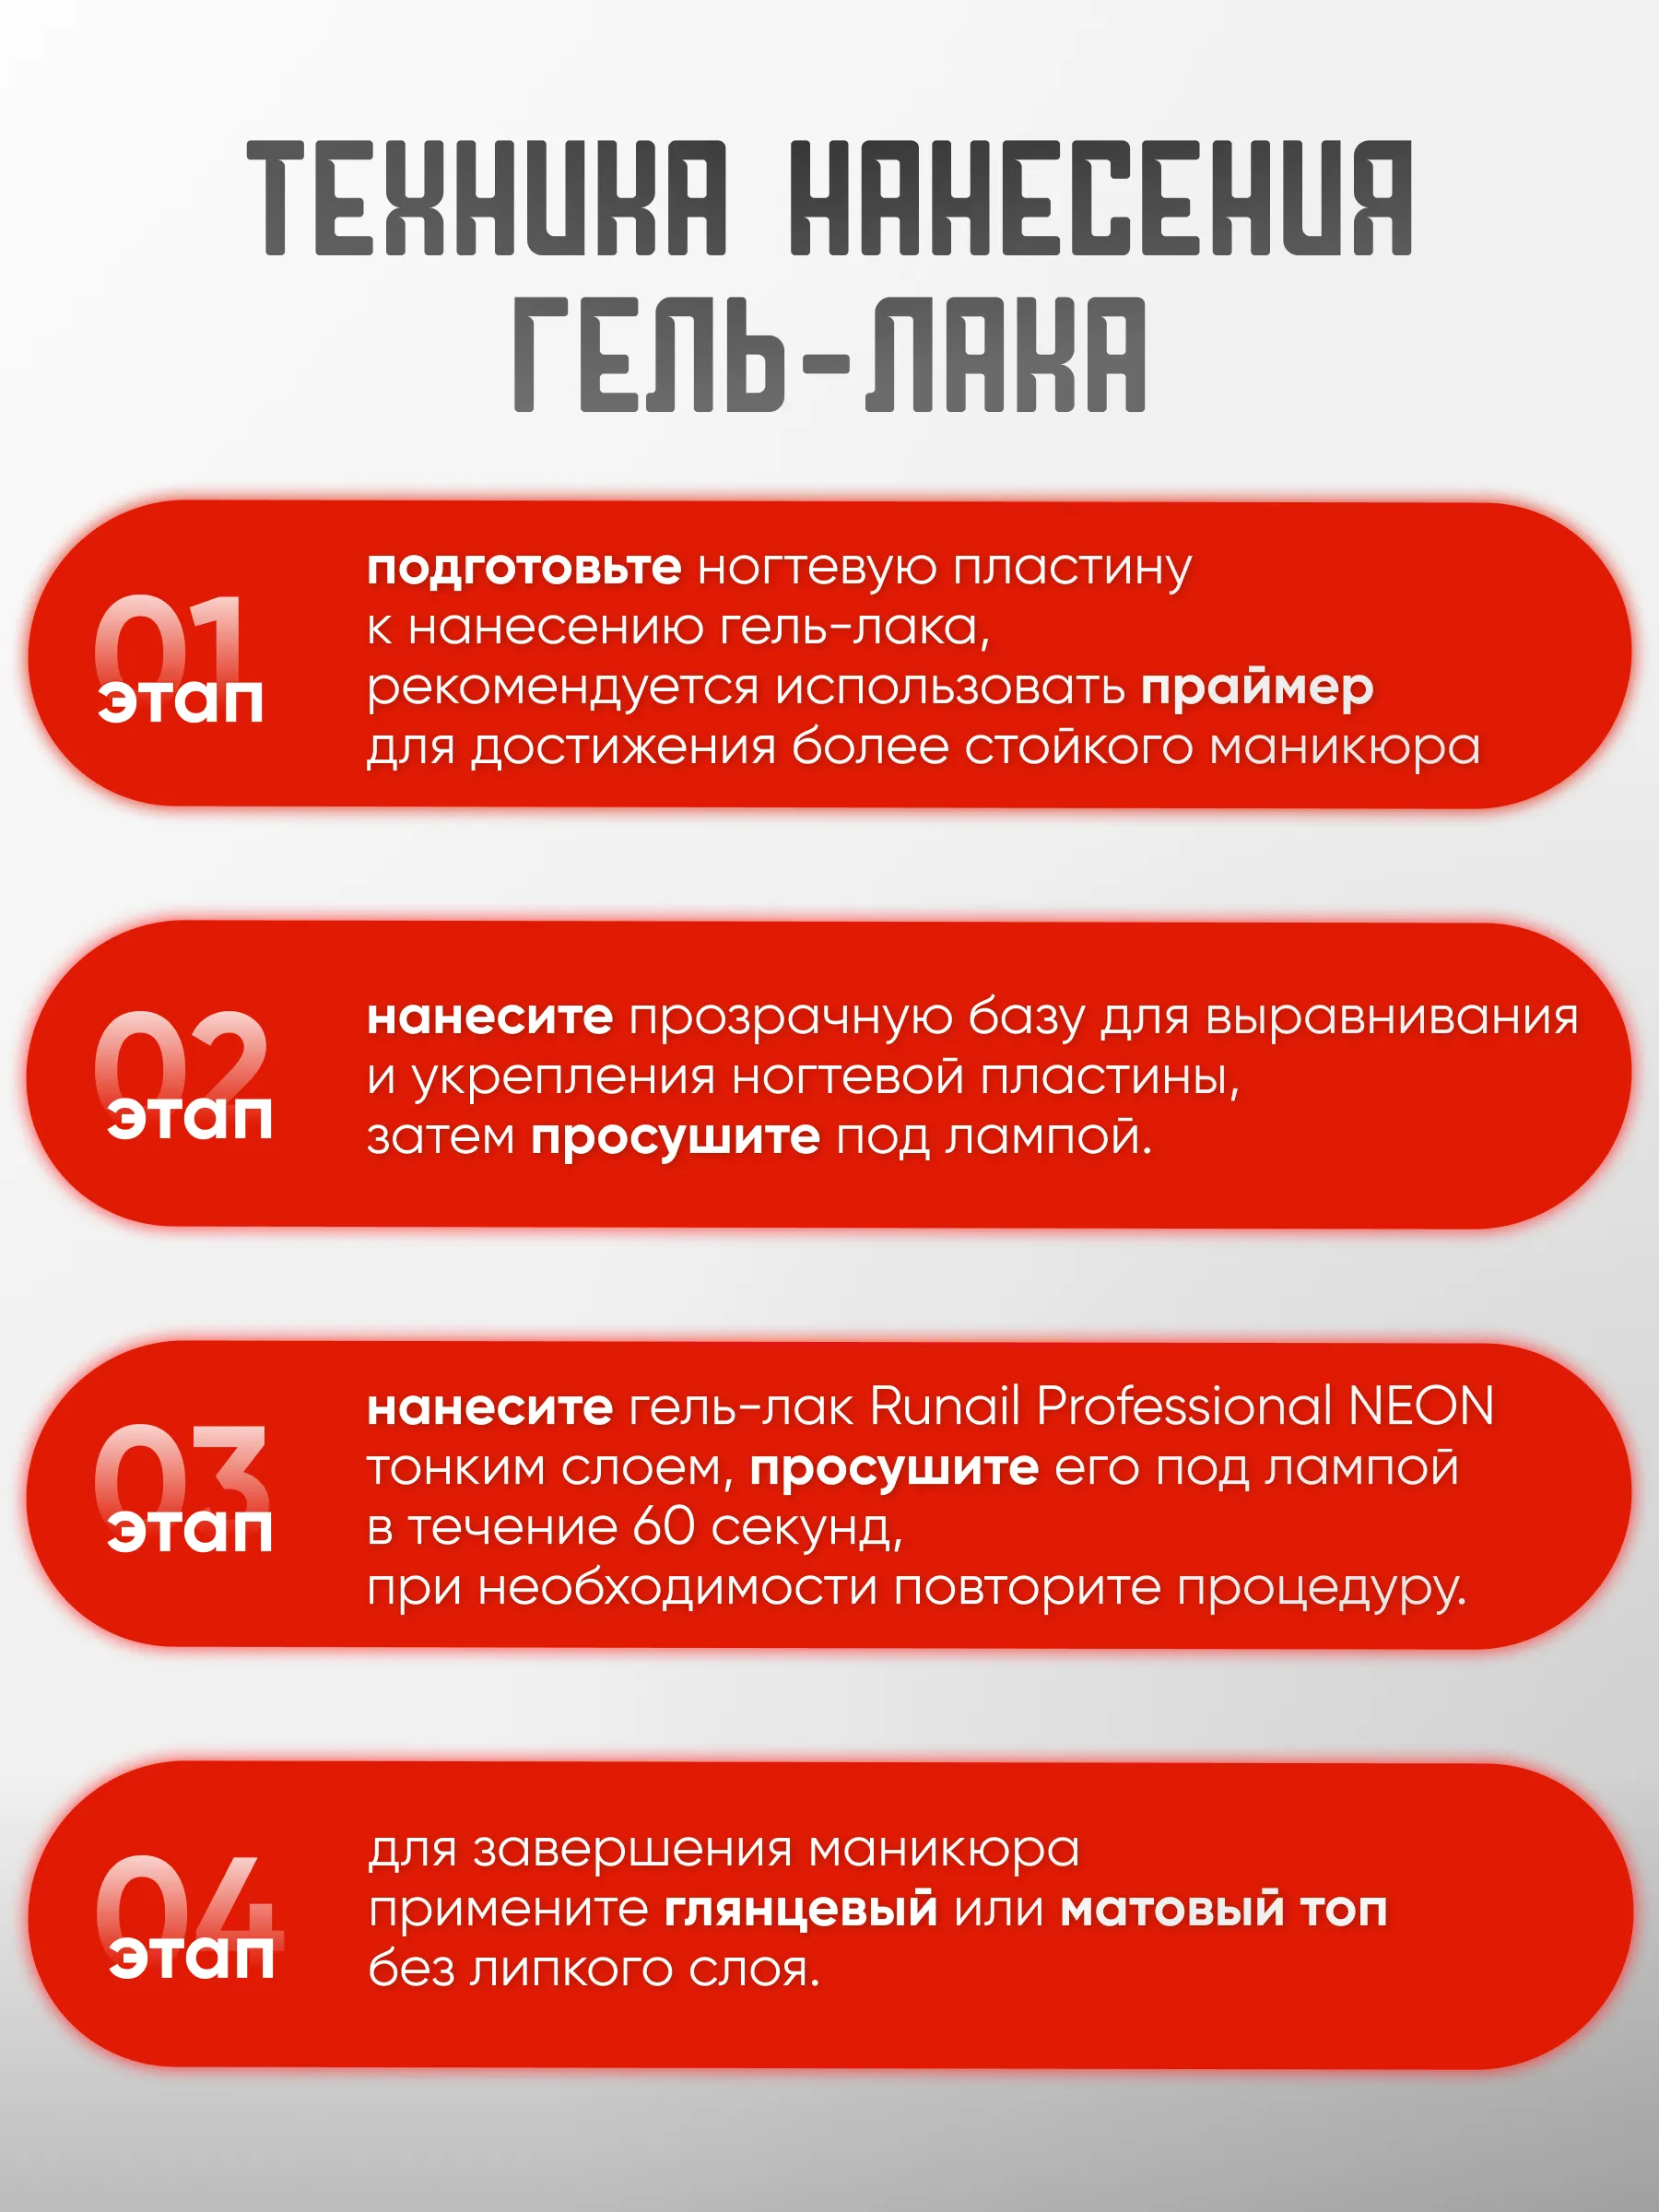 ТЕХНИКА НАНЕСЕНИЯ
ГЕЛЬ-ЛАКА
01
этап
подготовьте ногтевую пластину
к нанесению гель-лака,
рекомендуется использовать праймер
для достижения более стойкого маникюра
02
этап
нанесите прозрачную базу для выравнивания
и укрепления ногтевой пластины,
затем просушите под лампой.
03
этап
нанесите гель-лак Runail Professional NEON
тонким слоем, просушите его под лампой
в течение 60 секунд,
при необходимости повторите процедуру.
04
этап
для завершения маникюра
примените глянцевый или матовый топ
без липкого слоя.